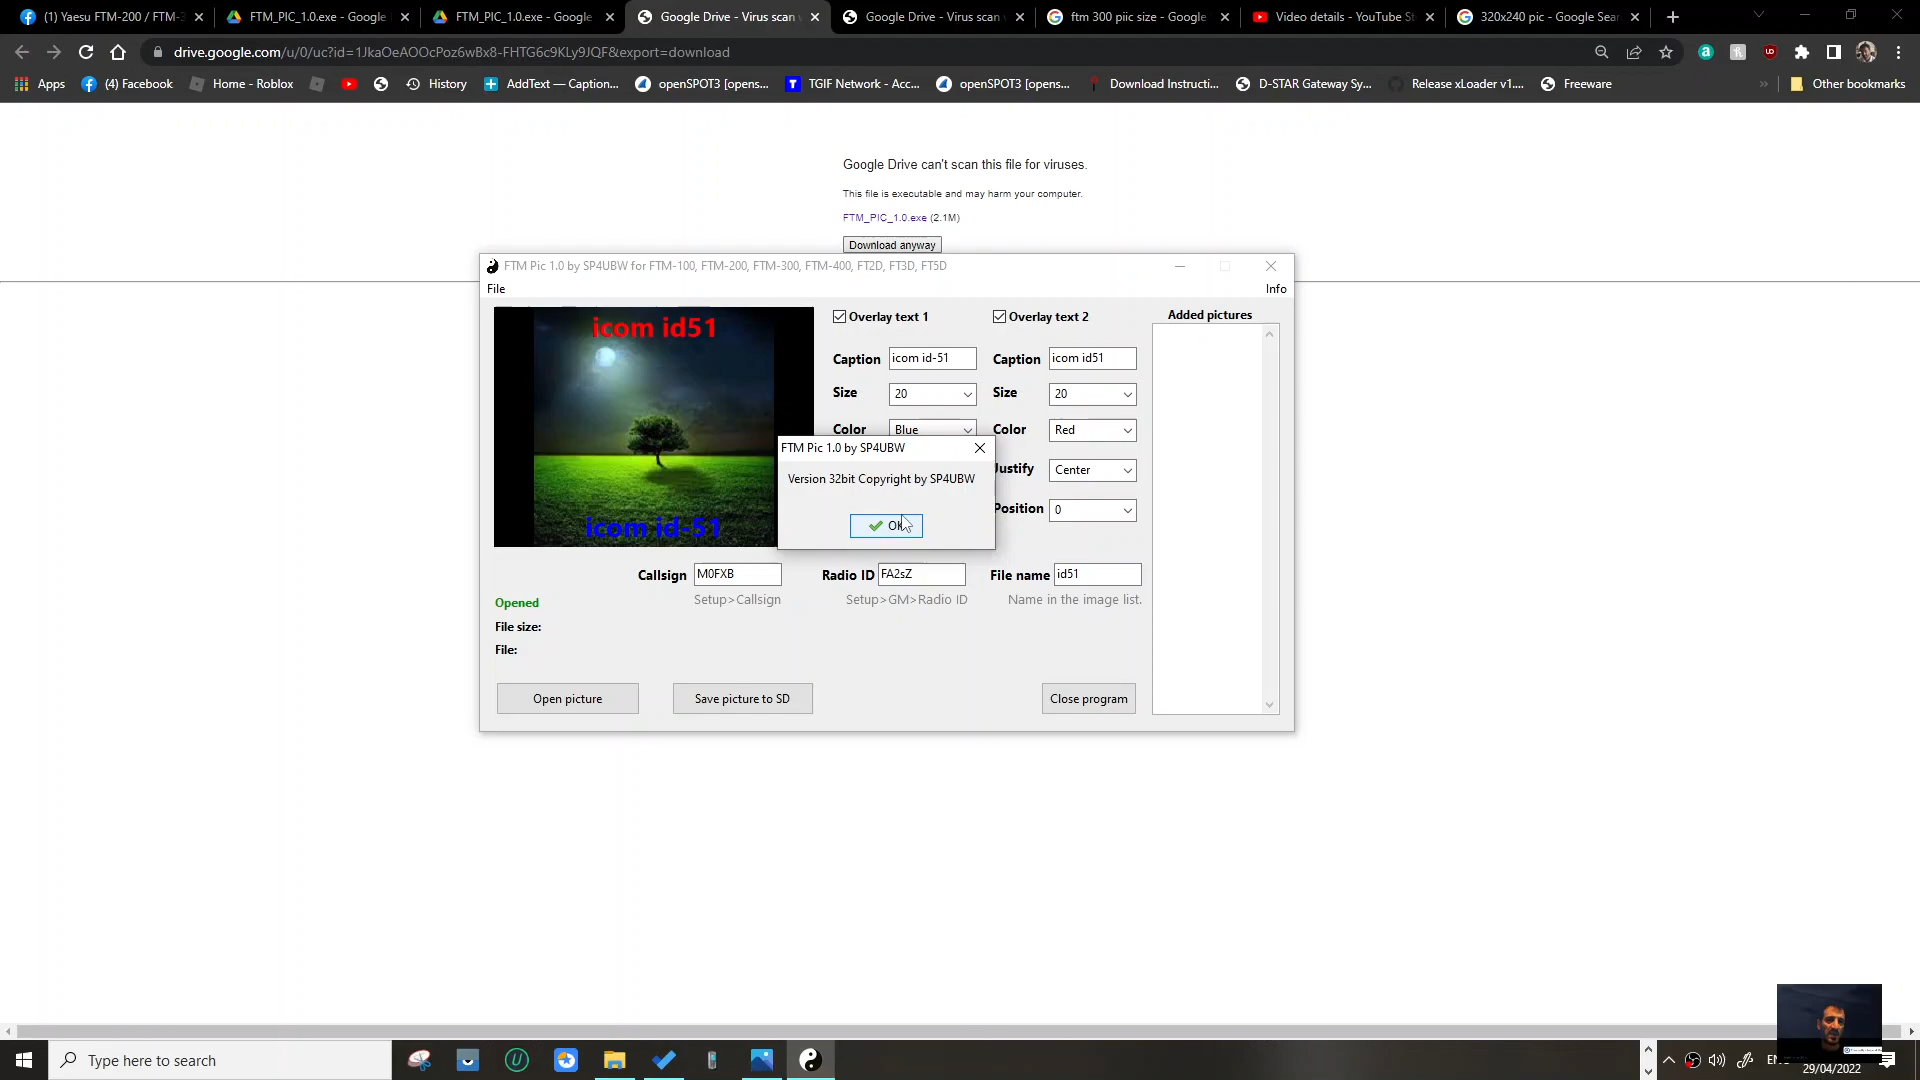 (1) Yaesu FTM-200 / FTM-3
FTM_PIC_1.0.exe - Google
FTM_PIC_1.0.exe - Google
Google Drive - Virus scan
Google Drive - Virus scan
ftm 300 piic size - Google
Video details - YouTube St
320x240 pic - Google Sear
drive.google.com/u/0/uc?id=1JkaOeAOOcPoz6wBx8-FHTG6c9KLy9JQF&export=download
Apps
(4) Facebook
Home - Roblox
History
AddText — Caption...
openSPOT3 [opens...
TGIF Network - Acc...
openSPOT3 [opens...
Download Instructi...
D-STAR Gateway Sy...
Release xLoader v1....
Freeware
Other bookmarks
Google Drive can't scan this file for viruses.
This file is executable and may harm your computer.
FTM_PIC_1.0.exe (2.1M)
Download anyway
FTM Pic 1.0 by SP4UBW for FTM-100, FTM-200, FTM-300, FTM-400, FT2D, FT3D, FT5D
File
Info
icom id51
icom id-51
Overlay text 1
Overlay text 2
Added pictures
Caption icom id-51
Caption icom id51
Size 20
Size 20
Color Blue
Color Red
FTM Pic 1.0 by SP4UBW
Version 32bit Copyright by SP4UBW
OK
Justify Center
Position 0
Callsign M0FXB
Radio ID FA2sZ
File name id51
Setup>Callsign
Setup>GM>Radio ID
Name in the image list.
Opened
File size:
File:
Open picture
Save picture to SD
Close program
Type here to search
29/04/2022